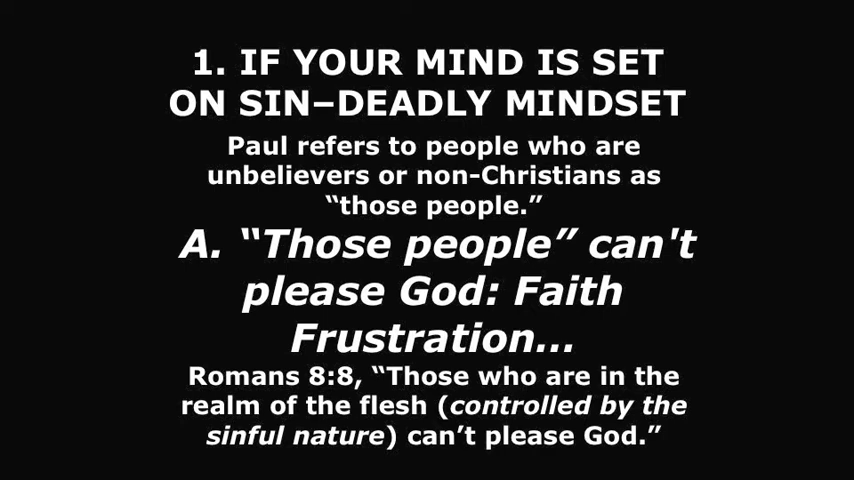 1. IF YOUR MIND IS SET
ON SIN–DEADLY MINDSET
Paul refers to people who are
unbelievers or non-Christians as
“those people.”
A. “Those people” can't
please God: Faith
Frustration…
Romans 8:8, “Those who are in the
realm of the flesh (controlled by the
sinful nature) can’t please God.”